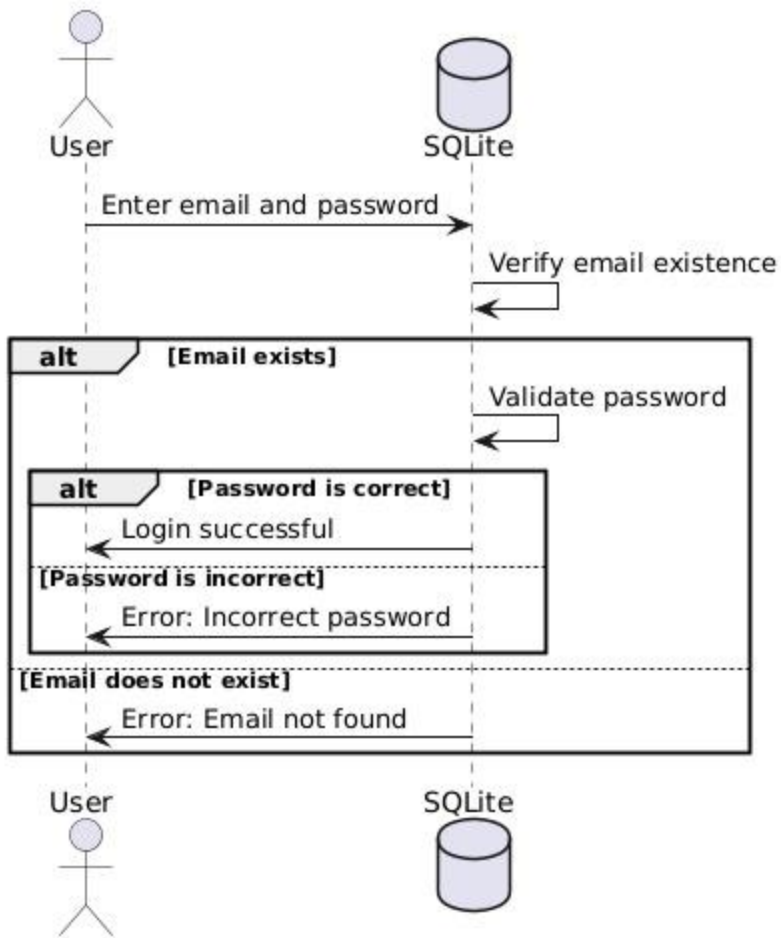 User
SQLite
Enter email and password
Verify email existence
alt [Email exists]
Validate password
alt [Password is correct]
Login successful
[Password is incorrect]
Error: Incorrect password
[Email does not exist]
Error: Email not found
User
SQLite